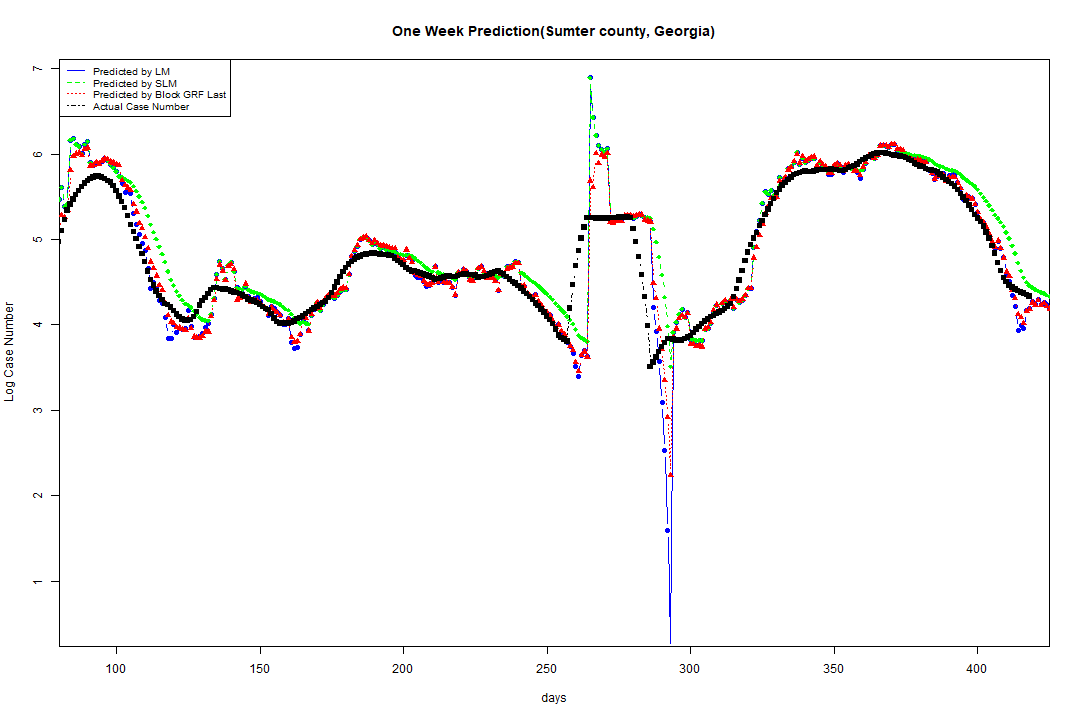 One Week Prediction(Sumter county, Georgia)
Predicted by LM
Predicted by SLM
Predicted by Block GRF Last
Actual Case Number
7
6
5
4
3
2
1
Log Case Number
100 150 200 250 300 350 400
days